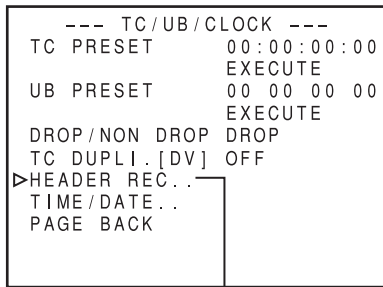 --- TC/UB/CLOCK ---
TC PRESET 00:00:00:00
EXECUTE
UB PRESET 00 00 00 00
EXECUTE
DROP/NON DROP DROP
TC DUPLI.[DV] OFF
HEADER REC..
TIME/DATE..
PAGE BACK